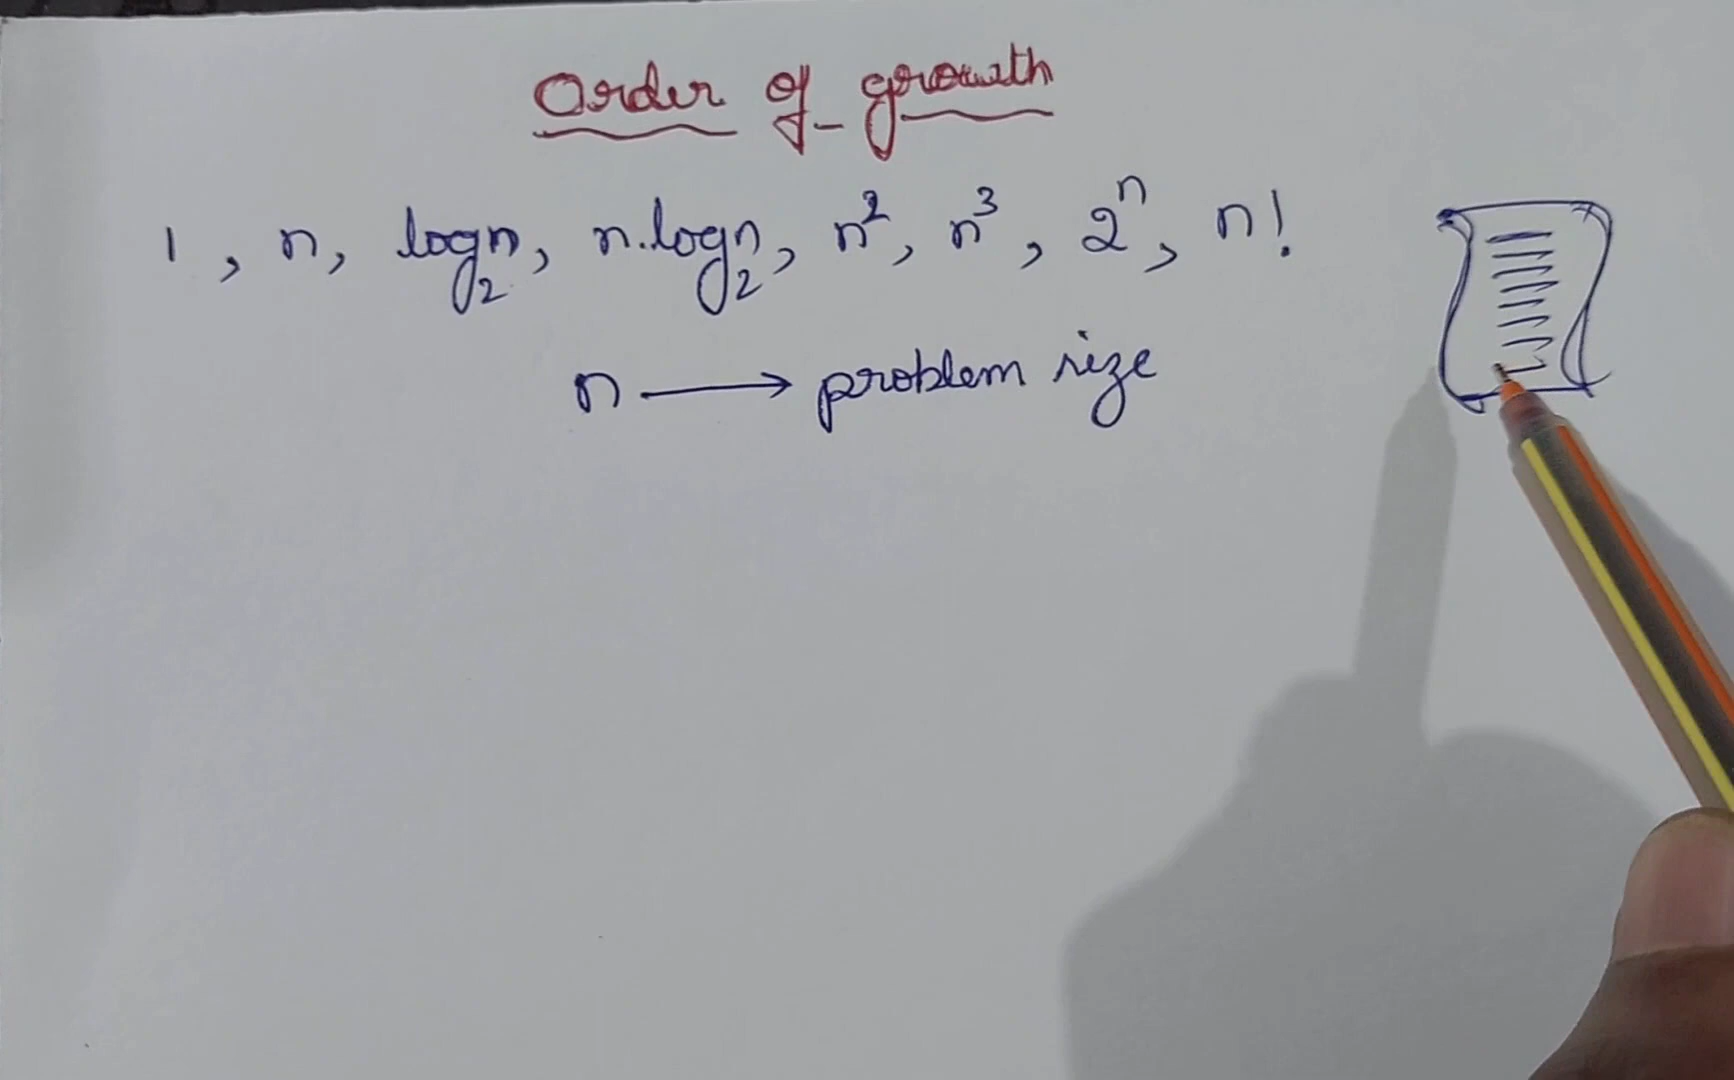 Order of growth
1, n, log₂n, n.log₂n, n², n³, 2ⁿ, n!
n → problem size